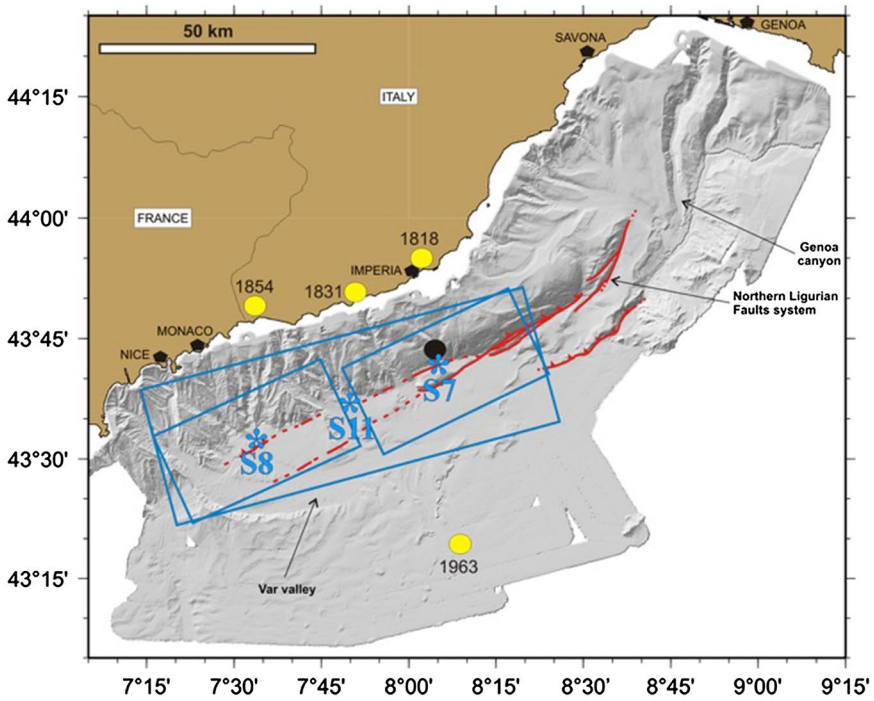 50 km
GENOA
SAVONA
44°15'
ITALY
44°00'
FRANCE
1818
Genoa
canyon
IMPERIA
1854
1831
Northern Ligurian
Faults system
43°45'
MONACO
NICE
S7
S11
43°30'
S8
1963
43°15'
Var valley
7°15'
7°30'
7°45'
8°00'
8°15'
8°30'
8°45'
9°00'
9°15'